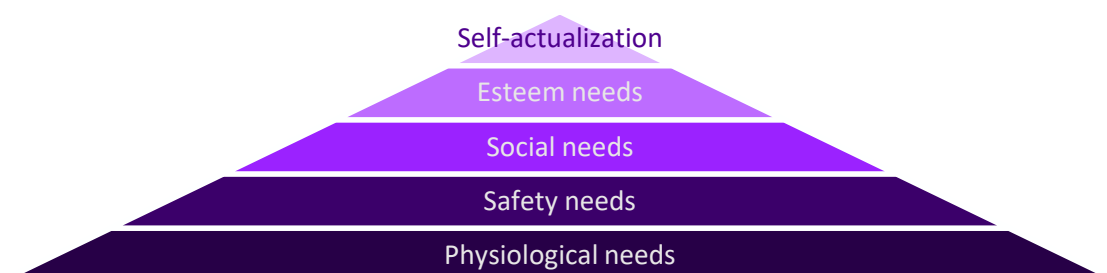 Self-actualization
Esteem needs
Social needs
Safety needs
Physiological needs